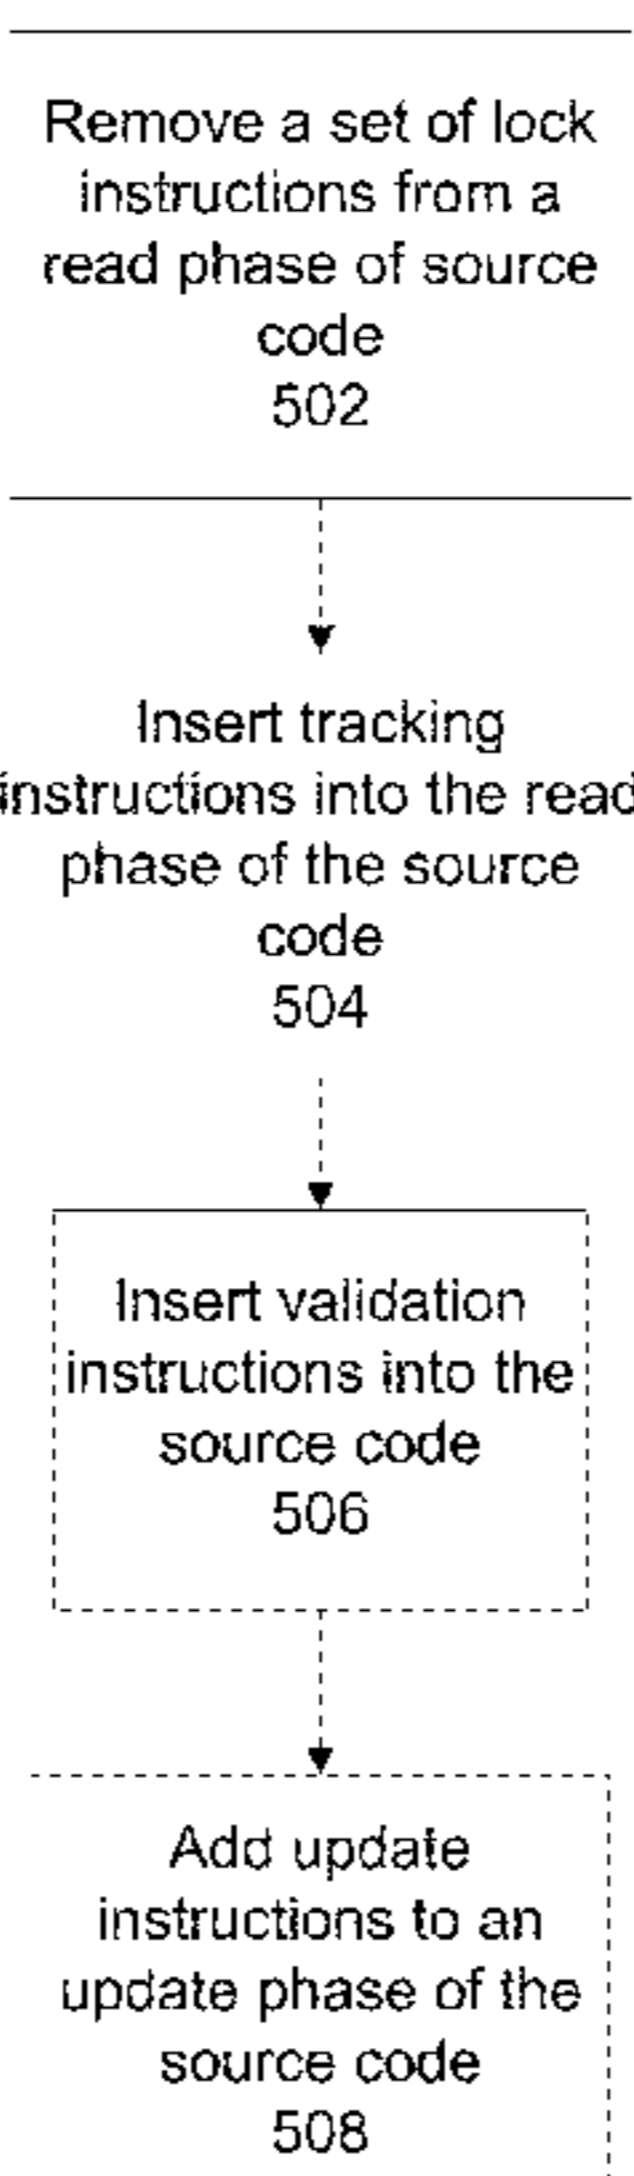 Remove a set of lock
instructions from a
read phase of source
code
502
Insert tracking
instructions into the read
phase of the source
code
504
Insert validation
instructions into the
source code
506
Add update
instructions to an
update phase of the
source code
508